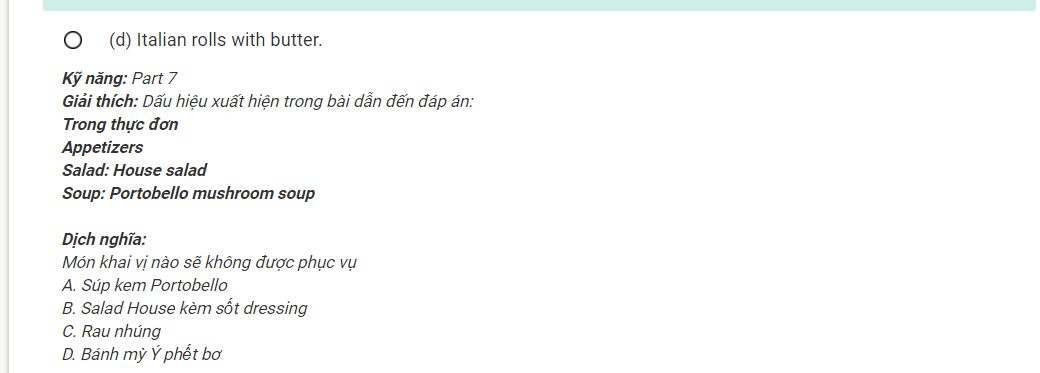 (d) Italian rolls with butter.
Kỹ năng: Part 7
Giải thích: Dấu hiệu xuất hiện trong bài dẫn đến đáp án:
Trong thực đơn
Appetizers
Salad: House salad
Soup: Portobello mushroom soup
Dịch nghĩa:
Món khai vị nào sẽ không được phục vụ
A. Súp kem Portobello
B. Salad House kèm sốt dressing
C. Rau nhúng
D. Bánh mỳ Ý phết bơ